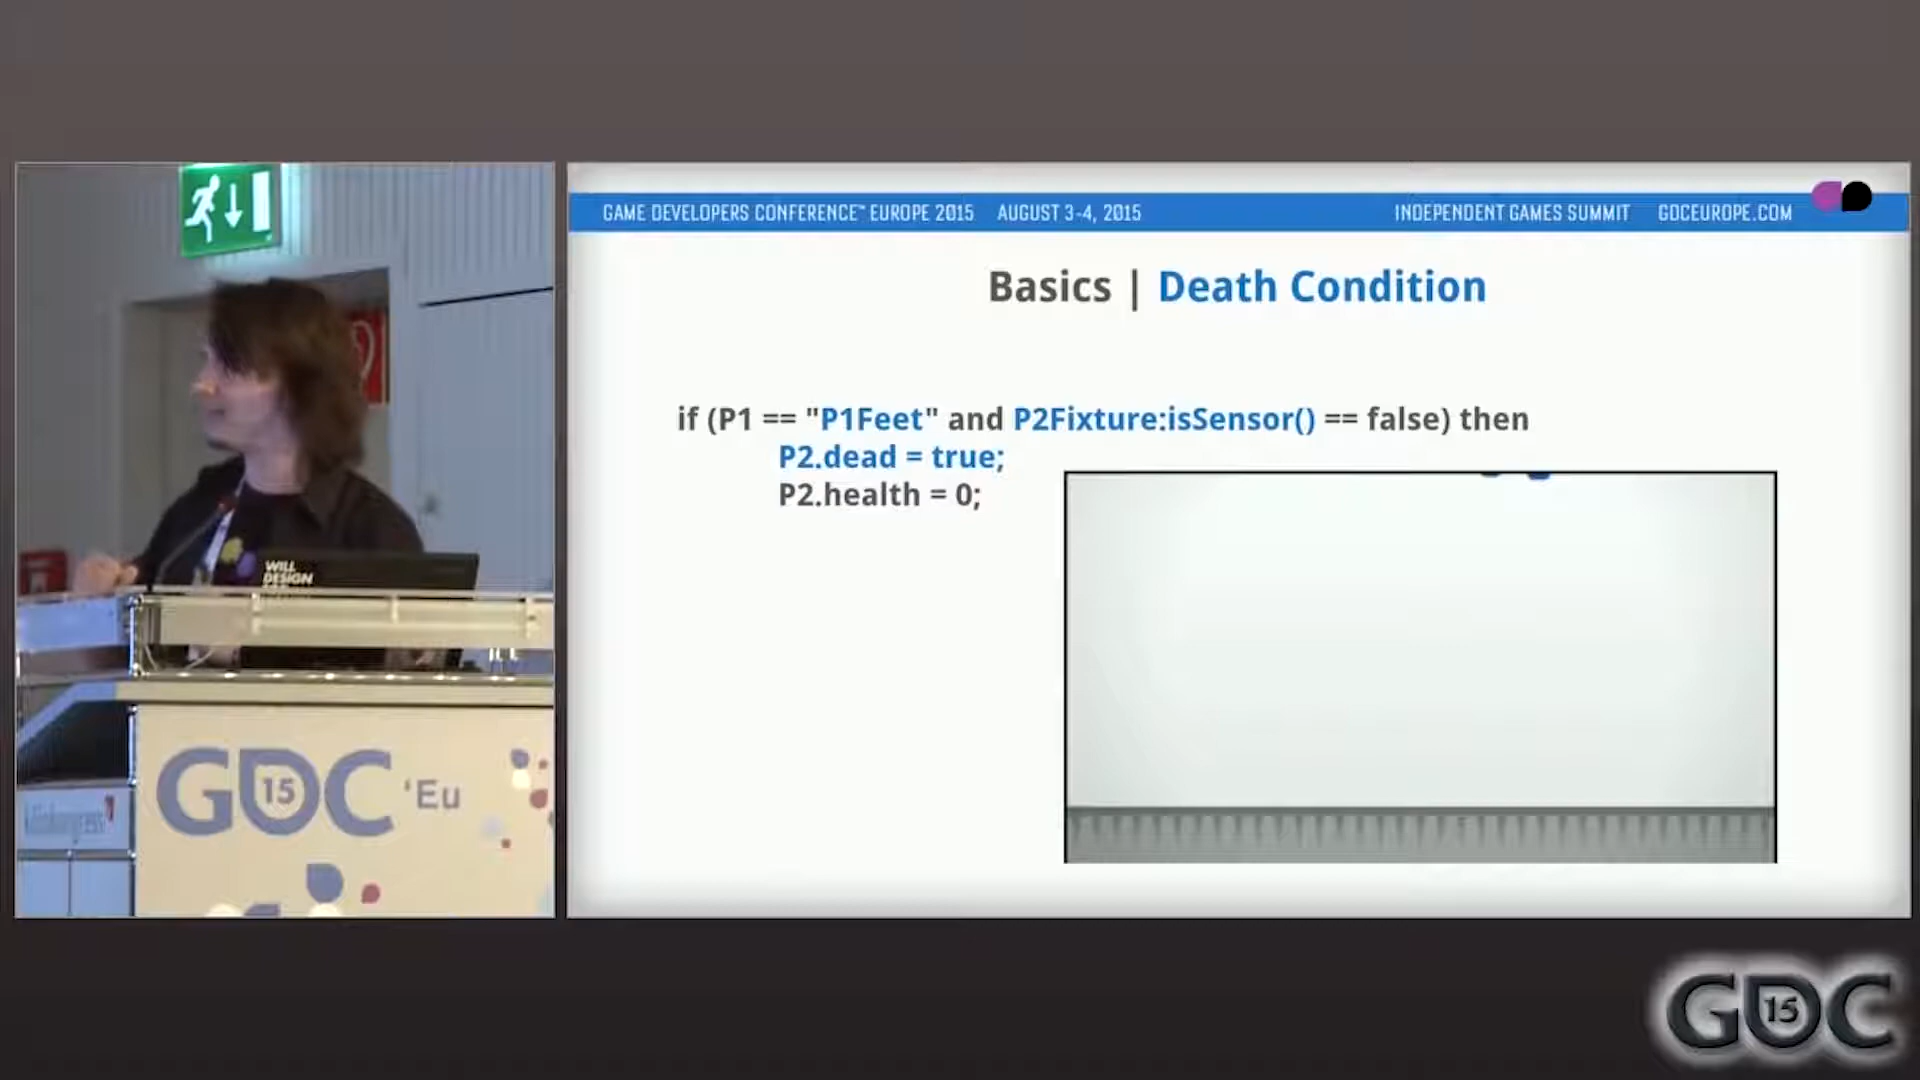 GAME DEVELOPERS CONFERENCE™ EUROPE 2015 AUGUST 3-4, 2015 INDEPENDENT GAMES SUMMIT GDCEUROPE.COM
Basics | Death Condition
if (P1 == "P1Feet" and P2Fixture:isSensor() == false) then
P2.dead = true;
P2.health = 0;
WILL
DESIGN
GDC 15 'Eu
GDC 15